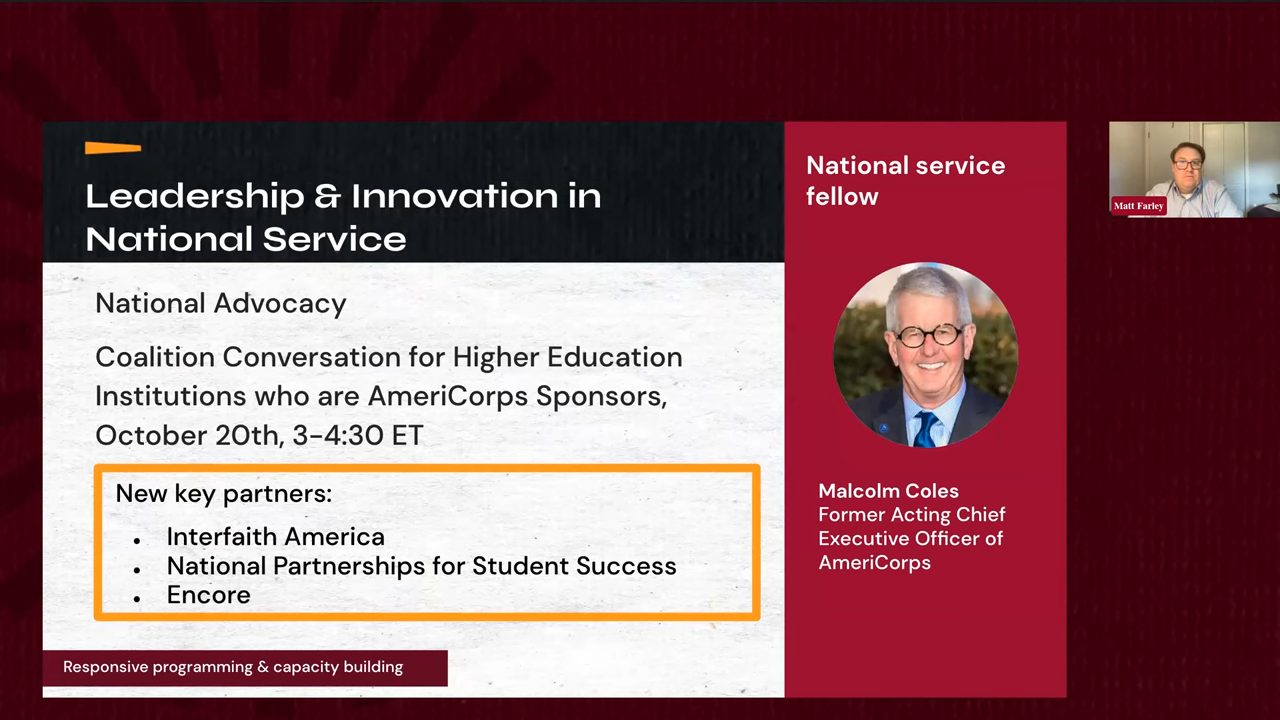 Leadership & Innovation in
National Service
National Advocacy
Coalition Conversation for Higher Education
Institutions who are AmeriCorps Sponsors,
October 20th, 3-4:30 ET
New key partners:
• Interfaith America
• National Partnerships for Student Success
• Encore
Responsive programming & capacity building
National service
fellow
Malcolm Coles
Former Acting Chief
Executive Officer of
AmeriCorps
Matt Farley